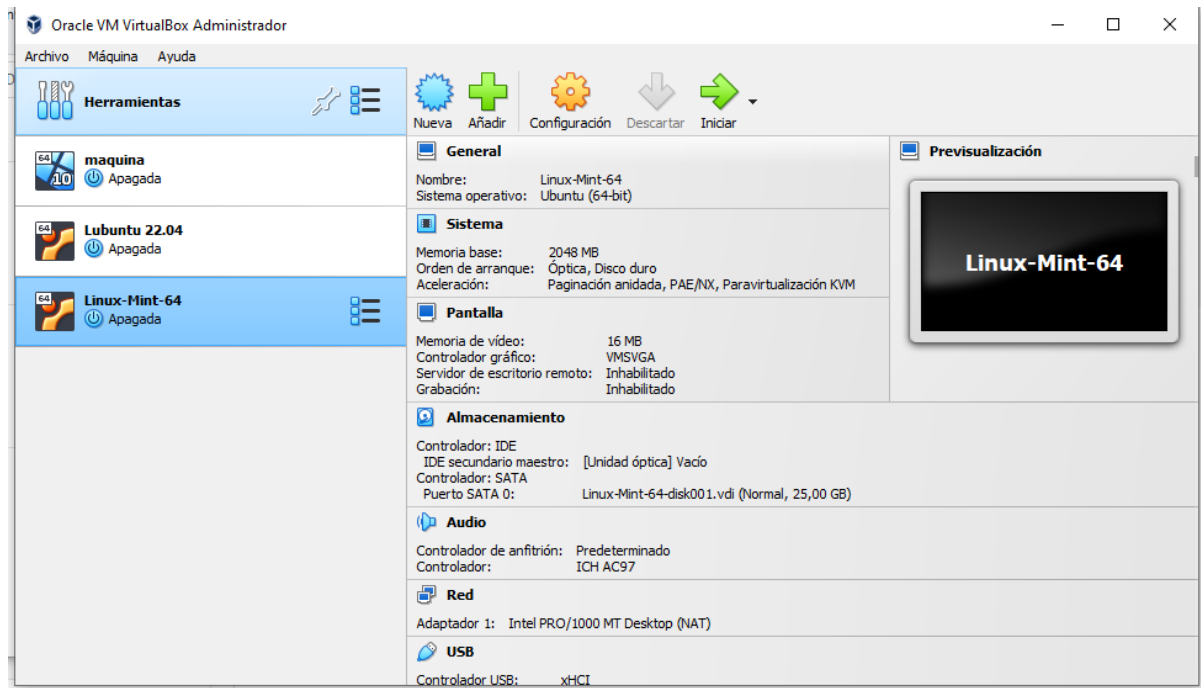 Oracle VM VirtualBox Administrador
Archivo Máquina Ayuda
Herramientas
64
10
maquina
Apagada
64
Lubuntu 22.04
Apagada
64
Linux-Mint-64
Apagada
Nueva Añadir Configuración Descartar Iniciar
General
Nombre: Linux-Mint-64
Sistema operativo: Ubuntu (64-bit)
Sistema
Memoria base: 2048 MB
Orden de arranque: Óptica, Disco duro
Aceleración: Paginación anidada, PAE/NX, Paravirtualización KVM
Pantalla
Memoria de vídeo: 16 MB
Controlador gráfico: VMSVGA
Servidor de escritorio remoto: Inhabilitado
Grabación: Inhabilitado
Previsualización
Linux-Mint-64
Almacenamiento
Controlador: IDE
IDE secundario maestro: [Unidad óptica] Vacío
Controlador: SATA
Puerto SATA 0: Linux-Mint-64-disk001.vdi (Normal, 25,00 GB)
Audio
Controlador de anfitrión: Predeterminado
Controlador: ICH AC97
Red
Adaptador 1: Intel PRO/1000 MT Desktop (NAT)
USB
Controlador USB: xHCI